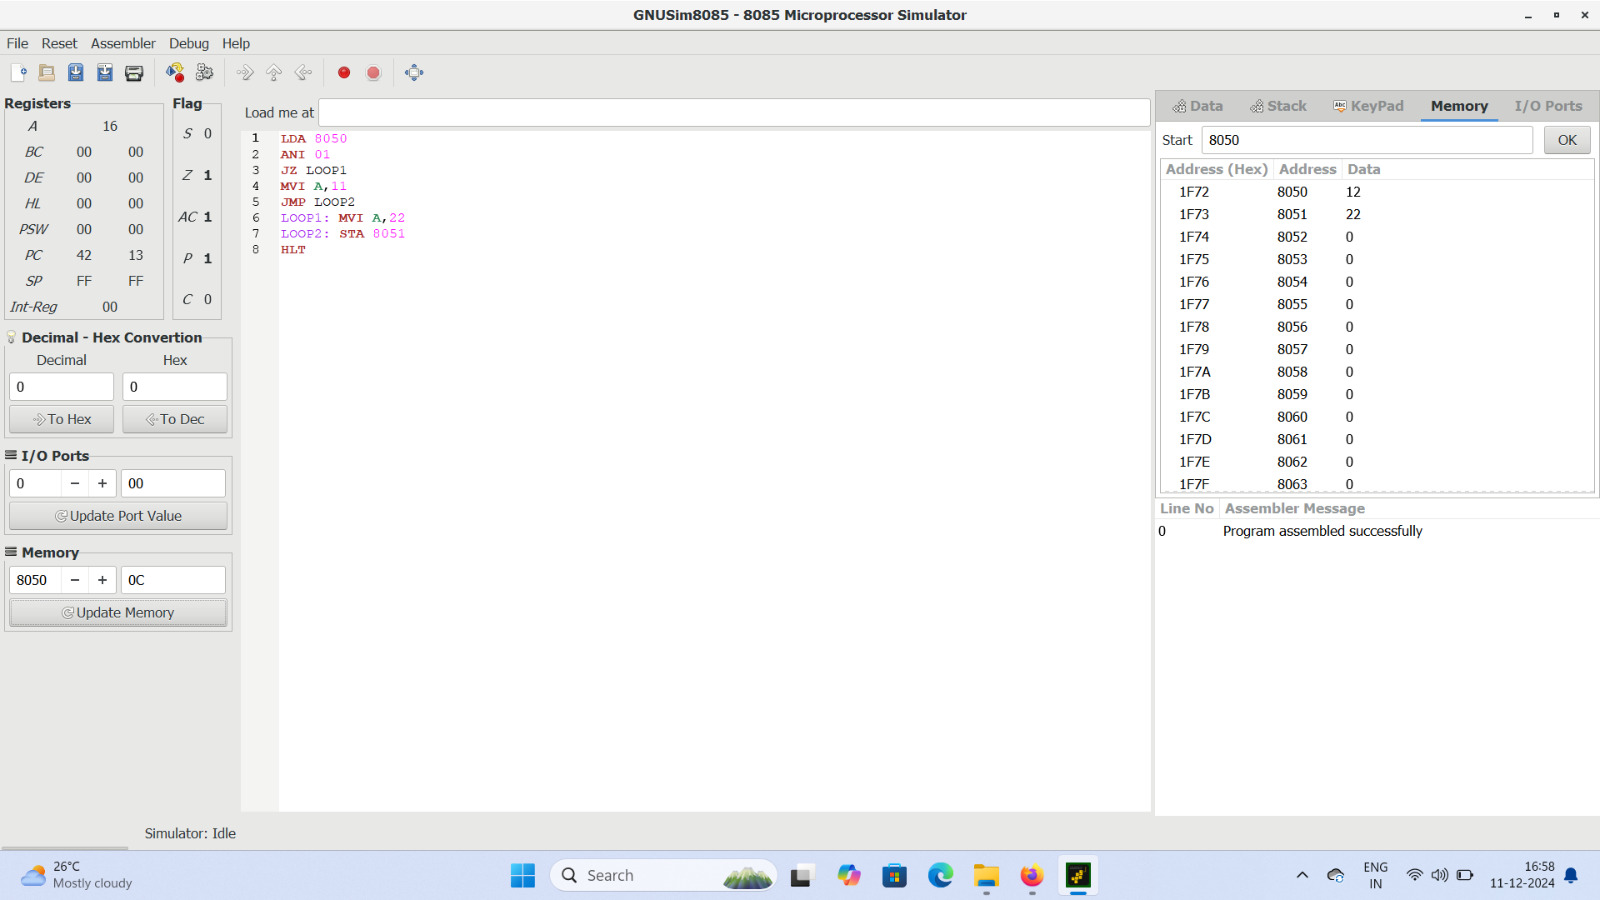 GNUSim8085 - 8085 Microprocessor Simulator
File Reset Assembler Debug Help
Registers
A 16
BC 00 00
DE 00 00
HL 00 00
PSW 00 00
PC 42 13
SP FF FF
Int-Reg 00
Flag
S 0
Z 1
AC 1
P 1
C 0
Decimal - Hex Convertion
Decimal Hex
0 0
To Hex To Dec
I/O Ports
0 − + 00
Update Port Value
Memory
8050 − + 0C
Update Memory
Load me at
1 LDA 8050
2 ANI 01
3 JZ LOOP1
4 MVI A,11
5 JMP LOOP2
6 LOOP1: MVI A,22
7 LOOP2: STA 8051
8 HLT
Data Stack Abc KeyPad Memory I/O Ports
Start 8050 OK
Address (Hex) Address Data
1F72 8050 12
1F73 8051 22
1F74 8052 0
1F75 8053 0
1F76 8054 0
1F77 8055 0
1F78 8056 0
1F79 8057 0
1F7A 8058 0
1F7B 8059 0
1F7C 8060 0
1F7D 8061 0
1F7E 8062 0
1F7F 8063 0
Line No Assembler Message
0 Program assembled successfully
Simulator: Idle
26°C
Mostly cloudy
Search
ENG
IN
16:58
11-12-2024